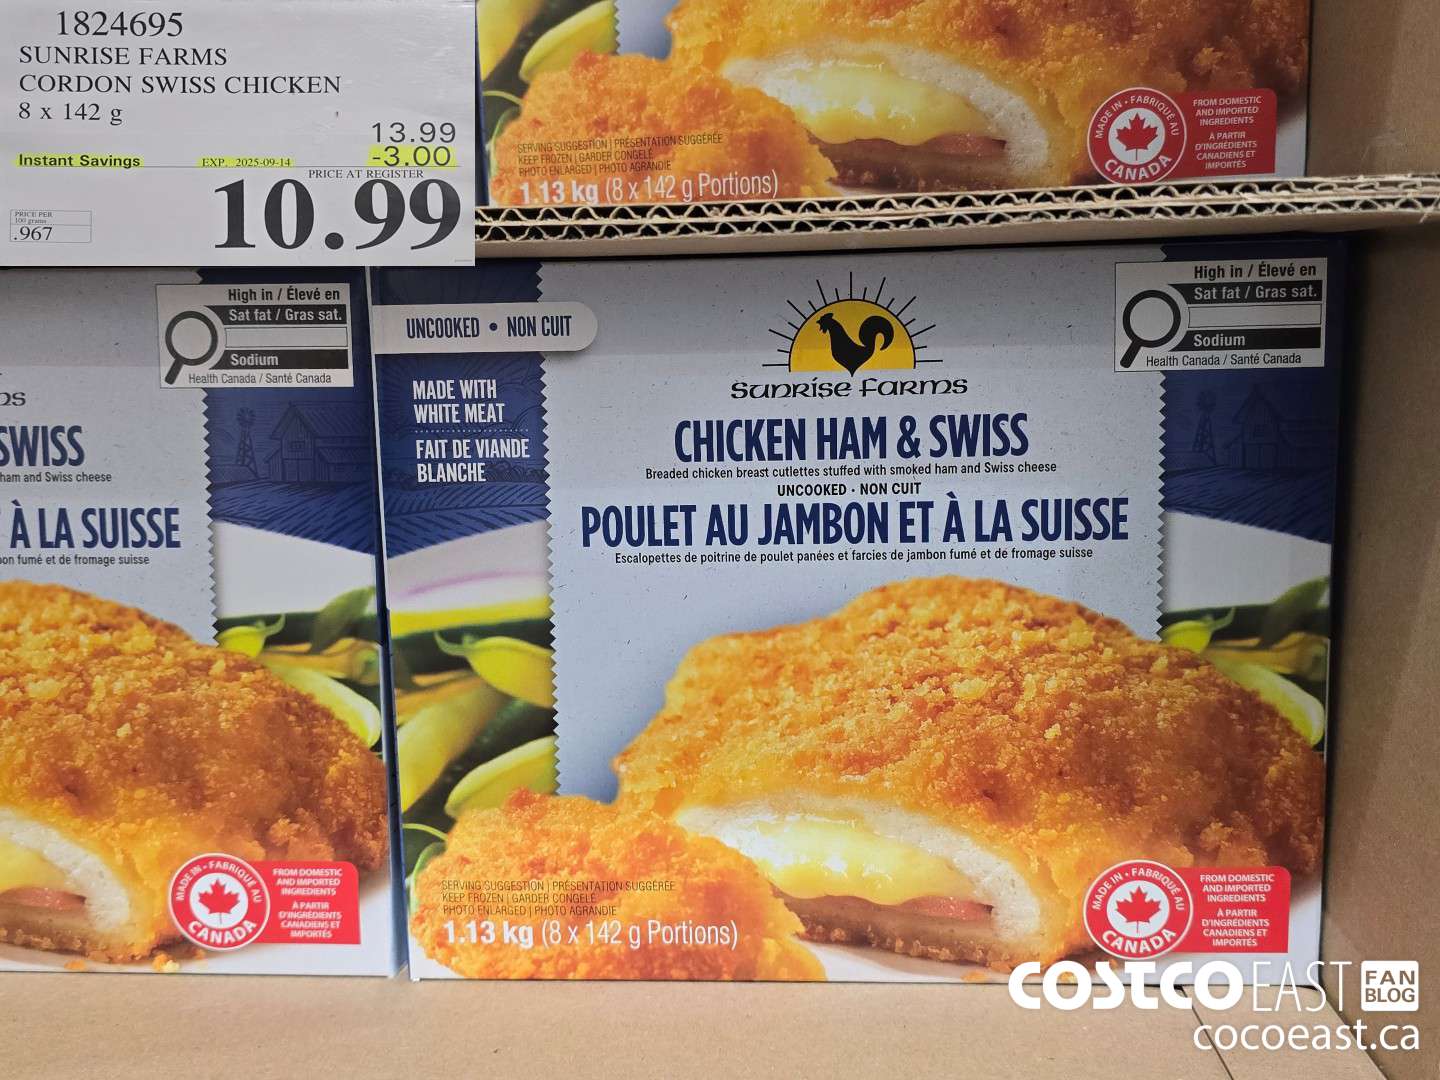 1824695
SUNRISE FARMS
CORDON SWISS CHICKEN
8 x 142 g
13.99
Instant Savings EXP. 2025-09-14 -3.00
PRICE AT REGISTER
10.99
PRICE PER
100 grams
.967
SERVING SUGGESTION | PRÉSENTATION SUGGÉRÉE
KEEP FROZEN | GARDER CONGELÉ
PHOTO ENLARGED | PHOTO AGRANDIE
1.13 kg (8 x 142 g Portions)
MADE IN • FABRIQUÉ AU
CANADA
FROM DOMESTIC
AND IMPORTED
INGREDIENTS
À PARTIR
D'INGRÉDIENTS
CANADIENS ET
IMPORTÉS
High in / Élevé en
Sat fat / Gras sat.
Sodium
Health Canada / Santé Canada
SWISS
ham and Swiss cheese
À LA SUISSE
fumé et de fromage suisse
MADE IN • FABRIQUÉ AU
CANADA
FROM DOMESTIC
AND IMPORTED
INGREDIENTS
À PARTIR
D'INGRÉDIENTS
CANADIENS ET
IMPORTÉS
UNCOOKED • NON CUIT
MADE WITH
WHITE MEAT
FAIT DE VIANDE
BLANCHE
High in / Élevé en
Sat fat / Gras sat.
Sodium
Health Canada / Santé Canada
SUNRISE FARMS
CHICKEN HAM & SWISS
Breaded chicken breast cutlettes stuffed with smoked ham and Swiss cheese
UNCOOKED • NON CUIT
POULET AU JAMBON ET À LA SUISSE
Escalopettes de poitrine de poulet panées et farcies de jambon fumé et de fromage suisse
SERVING SUGGESTION | PRÉSENTATION SUGGÉRÉE
KEEP FROZEN | GARDER CONGELÉ
PHOTO ENLARGED | PHOTO AGRANDIE
1.13 kg (8 x 142 g Portions)
MADE IN • FABRIQUÉ AU
CANADA
FROM DOMESTIC
AND IMPORTED
INGREDIENTS
À PARTIR
D'INGRÉDIENTS
CANADIENS ET
IMPORTÉS
COSTCO EAST FAN BLOG
cocoeast.ca